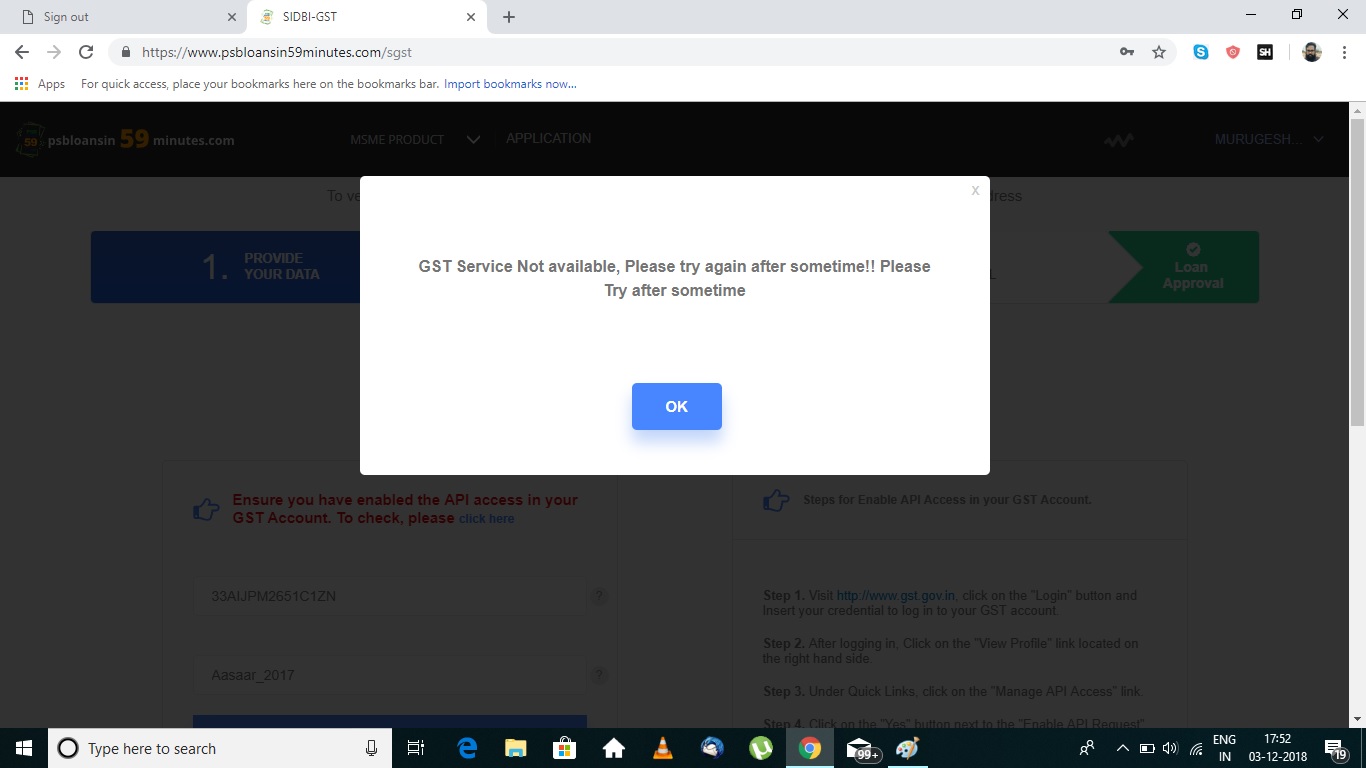 Sign out
SIDBI-GST
https://www.psbloansin59minutes.com/sgst
SH
Apps For quick access, place your bookmarks here on the bookmarks bar. Import bookmarks now...
59 psbloansin 59 minutes.com
MSME PRODUCT
APPLICATION
MURUGESH...
To ve
dress
X
1. PROVIDE
YOUR DATA
Loan
Approval
GST Service Not available, Please try again after sometime!! Please
Try after sometime
OK
Ensure you have enabled the API access in your
GST Account. To check, please click here
33AIJPM2651C1ZN
?
Aasaar_2017
?
Steps for Enable API Access in your GST Account.
Step 1. Visit http://www.gst.gov.in, click on the "Login" button and
Insert your credential to log in to your GST account.
Step 2. After logging in, Click on the "View Profile" link located on
the right hand side.
Step 3. Under Quick Links, click on the "Manage API Access" link.
Step 4. Click on the "Yes" button next to the "Enable API Request"
Type here to search
99+
ENG
IN
17:52
03-12-2018
19